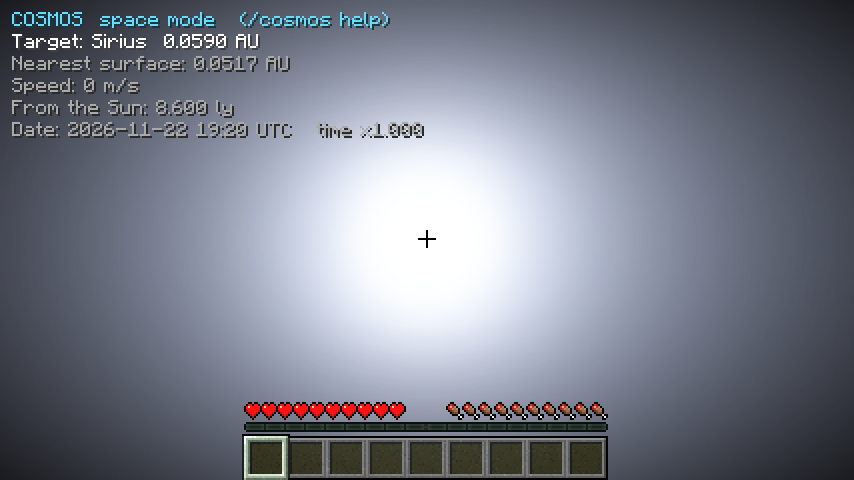 COSMOS space mode (/cosmos help)
Target: Sirius 0.0590 AU
Nearest surface: 0.0517 AU
Speed: 0 m/s
From the Sun: 8.600 ly
Date: 2026-11-22 19:20 UTC time x1.000